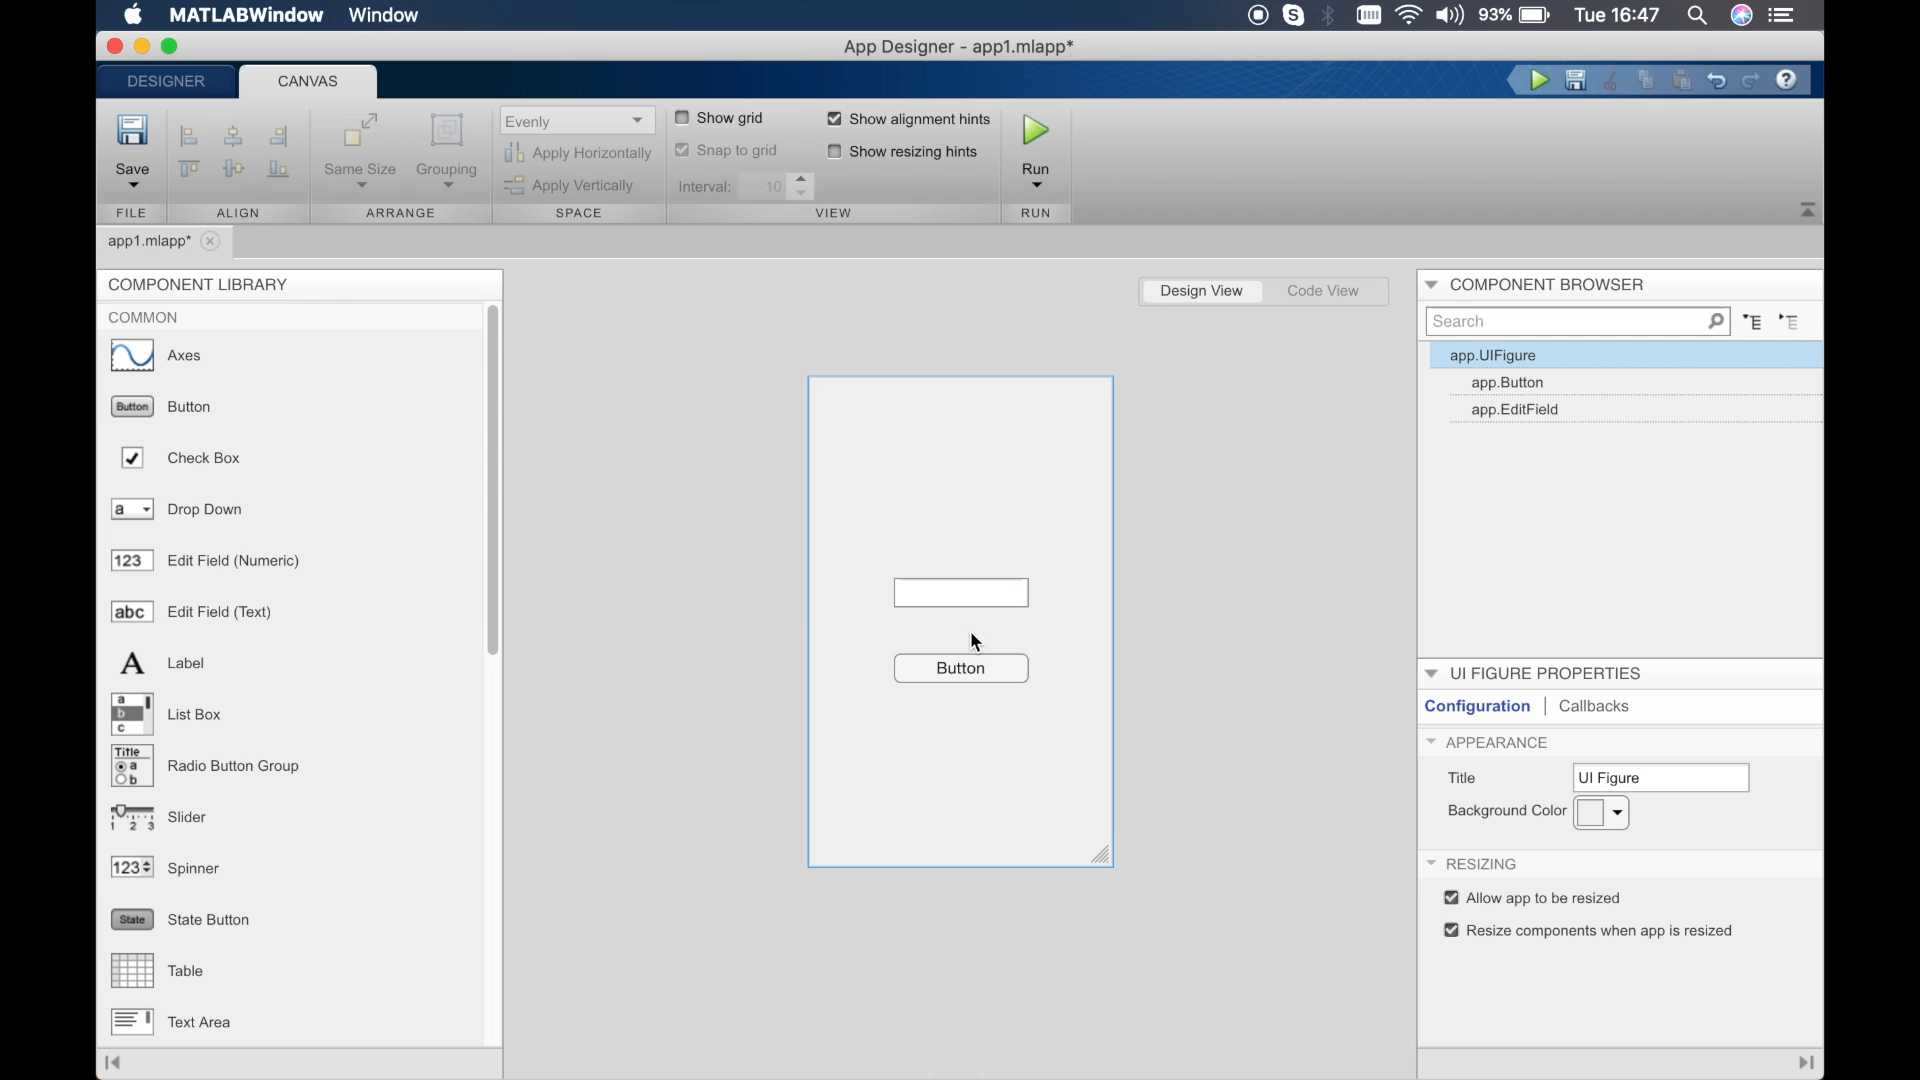 MATLABWindow Window 93% Tue 16:47
App Designer - app1.mlapp*
DESIGNER CANVAS
Save
FILE
ALIGN
Same Size Grouping
ARRANGE
Evenly
Apply Horizontally
Apply Vertically
SPACE
Show grid Show alignment hints
Snap to grid Show resizing hints
Interval: 10
VIEW
Run
RUN
app1.mlapp*
COMPONENT LIBRARY
COMMON
Axes
Button Button
Check Box
a Drop Down
123 Edit Field (Numeric)
abc Edit Field (Text)
A Label
a
b List Box
c
Title
a Radio Button Group
b
1 2 3 Slider
123 Spinner
State State Button
Table
Text Area
Design View Code View
Button
COMPONENT BROWSER
Search
app.UIFigure
app.Button
app.EditField
UI FIGURE PROPERTIES
Configuration | Callbacks
APPEARANCE
Title UI Figure
Background Color
RESIZING
Allow app to be resized
Resize components when app is resized